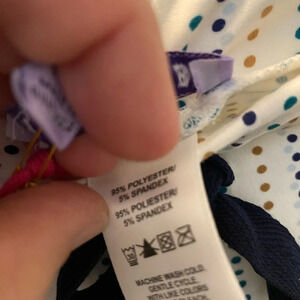 95% POLYESTER/
5% SPANDEX
95% POLIESTER/
5% SPANDEX
MACHINE WASH COLD
GENTLE CYCLE
WITH LIKE COLORS